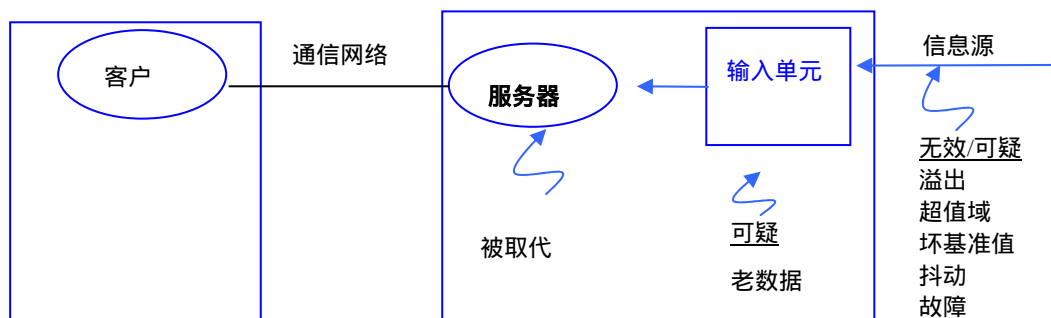 客户
通信网络
服务器
被取代
输入单元
可疑
老数据
信息源
无效/可疑
溢出
超值域
坏基准值
抖动
故障